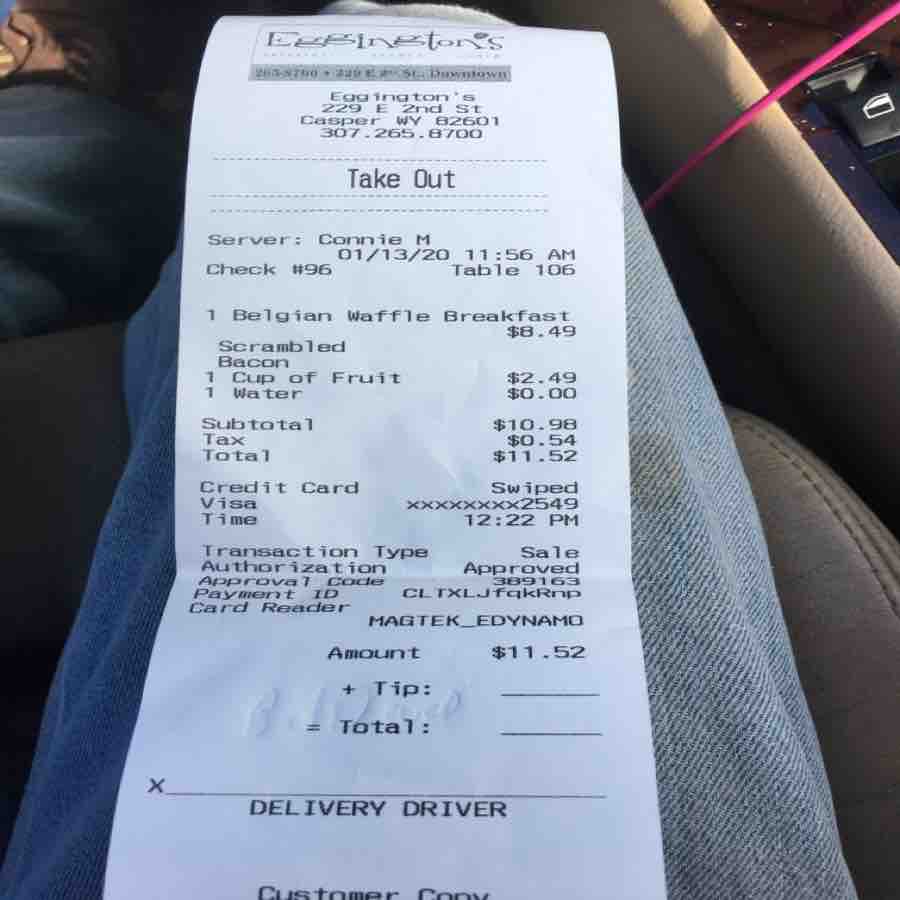 Eggington's
265-8700 • 229 E 2nd St., Downtown
Eggington's
229 E 2nd St
Casper WY 82601
307.265.8700
Take Out
Server: Connie M
01/13/20 11:56 AM
Check #96 Table 106
1 Belgian Waffle Breakfast
$8.49
Scrambled
Bacon
1 Cup of Fruit $2.49
1 Water $0.00
Subtotal $10.98
Tax $0.54
Total $11.52
Credit Card Swiped
Visa xxxxxxxx2549
Time 12:22 PM
Transaction Type Sale
Authorization Approved
Approval Code 389163
Payment ID CLTXLJfqkRnp
Card Reader
MAGTEK_EDYNAMO
Amount $11.52
+ Tip:
= Total:
x
DELIVERY DRIVER
Customer Copy